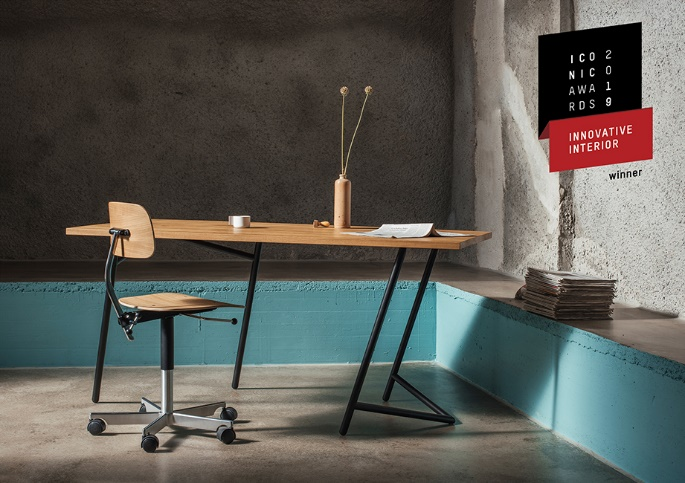 ICO 2
NIC 0
AWA 1
RDS 9
INNOVATIVE
INTERIOR
winner